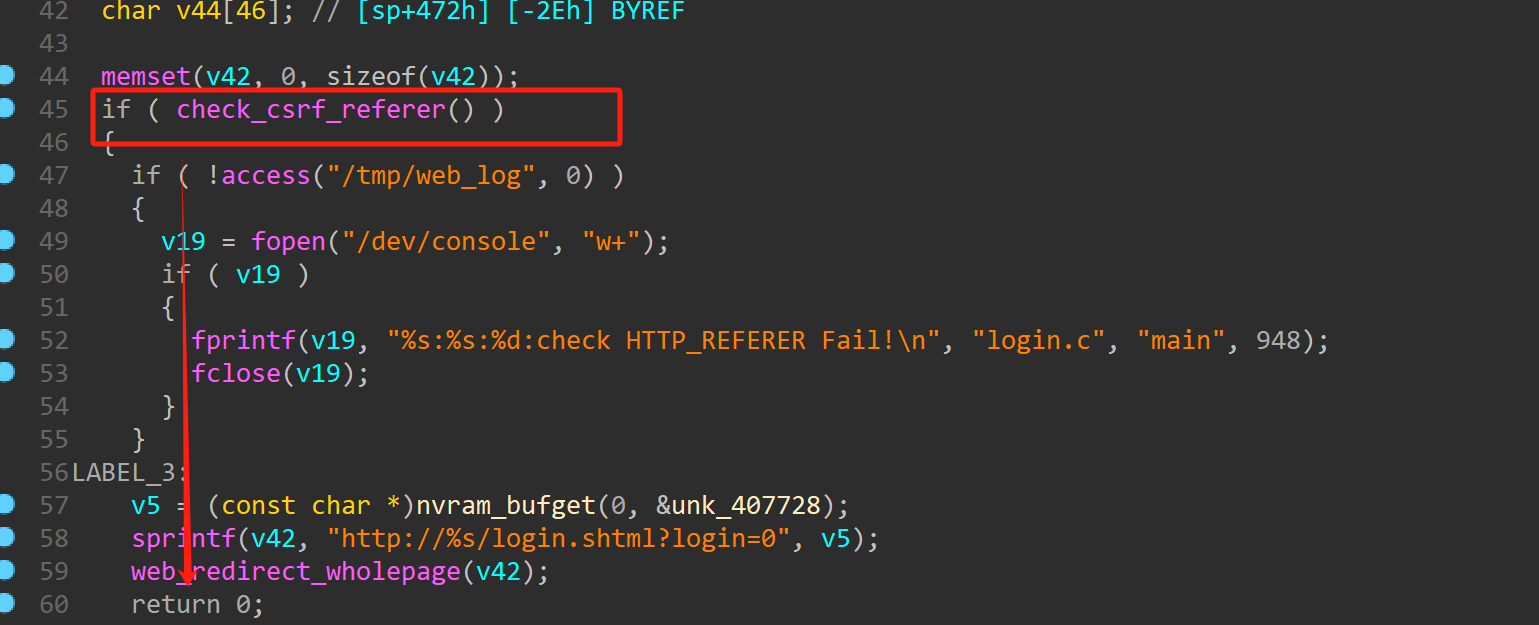 42 char v44[46]; // [sp+472h] [-2Eh] BYREF
43
44 memset(v42, 0, sizeof(v42));
45 if ( check_csrf_referer() )
46 {
47 if ( !access("/tmp/web_log", 0) )
48 {
49 v19 = fopen("/dev/console", "w+");
50 if ( v19 )
51 {
52 fprintf(v19, "%s:%s:%d:check HTTP_REFERER Fail!\n", "login.c", "main", 948);
53 fclose(v19);
54 }
55 }
56 LABEL_3:
57 v5 = (const char *)nvram_bufget(0, &unk_407728);
58 sprintf(v42, "http://%s/login.shtml?login=0", v5);
59 web_redirect_wholepage(v42);
60 return 0;